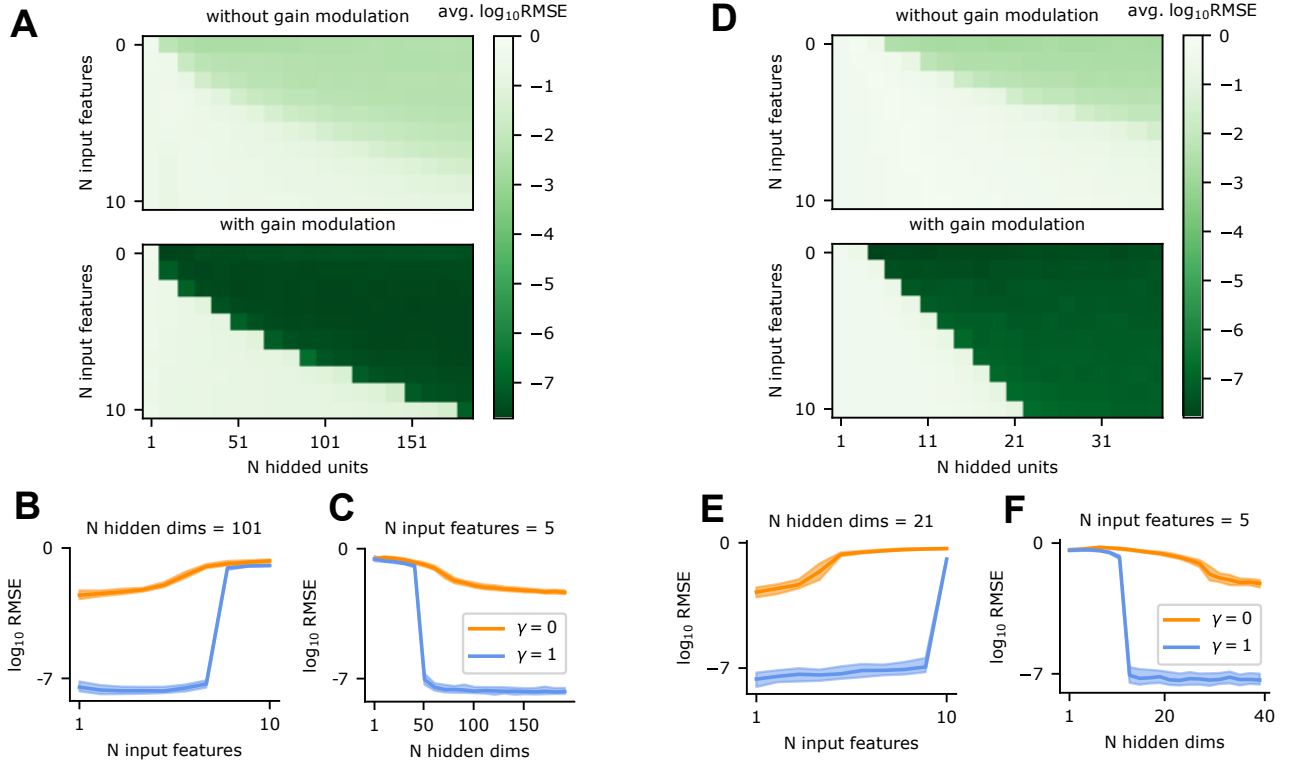 A
without gain modulation
avg. log₁₀RMSE
0
10
N input features
with gain modulation
0
10
N input features
1
51
101
151
N hidded units
0
−1
−2
−3
−4
−5
−6
−7
B
N hidden dims = 101
0
-7
log₁₀ RMSE
1
10
N input features
C
N input features = 5
0
-7
log₁₀ RMSE
γ = 0
γ = 1
1
50
100
150
N hidden dims
D
without gain modulation
avg. log₁₀RMSE
0
10
N input features
with gain modulation
0
10
N input features
1
11
21
31
N hidded units
0
−1
−2
−3
−4
−5
−6
−7
E
N hidden dims = 21
0
−7
log₁₀ RMSE
1
10
N input features
F
N input features = 5
0
−7
log₁₀ RMSE
γ = 0
γ = 1
1
20
40
N hidden dims